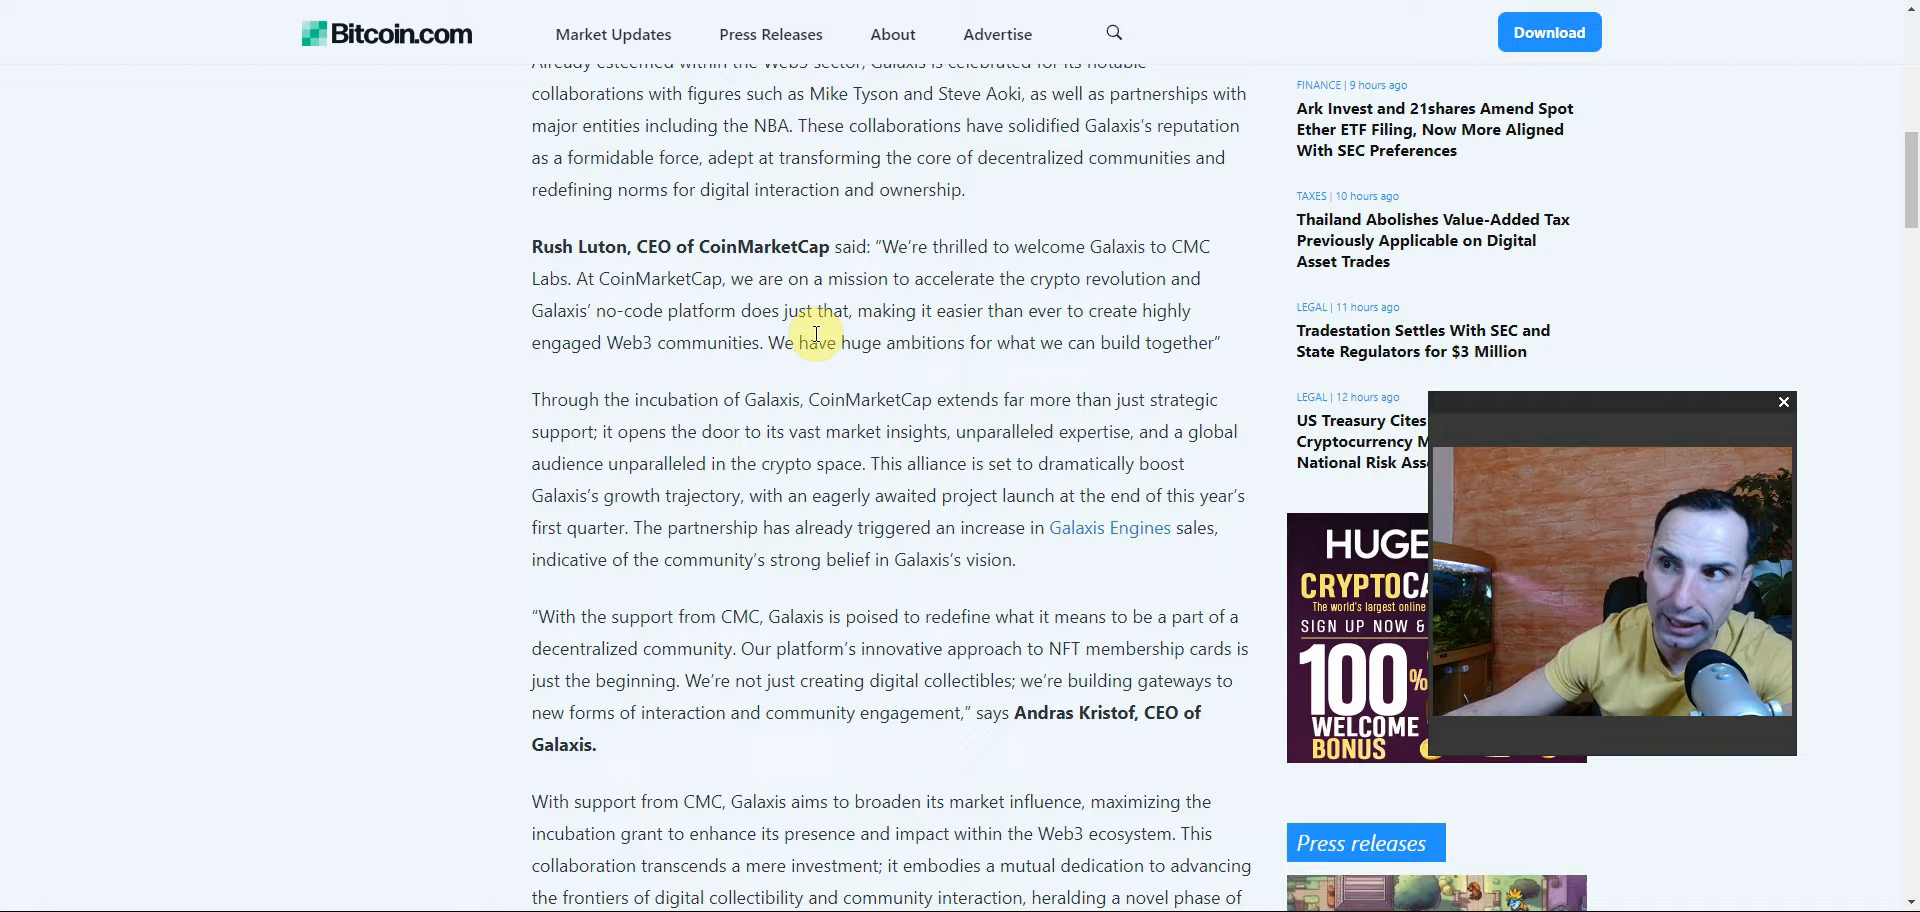 Bitcoin.com
Market Updates
Press Releases
About
Advertise
Download
Already esteemed within the Web3 sector, Galaxis is celebrated for its notable
collaborations with figures such as Mike Tyson and Steve Aoki, as well as partnerships with
major entities including the NBA. These collaborations have solidified Galaxis's reputation
as a formidable force, adept at transforming the core of decentralized communities and
redefining norms for digital interaction and ownership.
Rush Luton, CEO of CoinMarketCap said: “We're thrilled to welcome Galaxis to CMC
Labs. At CoinMarketCap, we are on a mission to accelerate the crypto revolution and
Galaxis' no-code platform does just that, making it easier than ever to create highly
engaged Web3 communities. We have huge ambitions for what we can build together”
Through the incubation of Galaxis, CoinMarketCap extends far more than just strategic
support; it opens the door to its vast market insights, unparalleled expertise, and a global
audience unparalleled in the crypto space. This alliance is set to dramatically boost
Galaxis's growth trajectory, with an eagerly awaited project launch at the end of this year's
first quarter. The partnership has already triggered an increase in Galaxis Engines sales,
indicative of the community's strong belief in Galaxis's vision.
“With the support from CMC, Galaxis is poised to redefine what it means to be a part of a
decentralized community. Our platform's innovative approach to NFT membership cards is
just the beginning. We're not just creating digital collectibles; we're building gateways to
new forms of interaction and community engagement,” says Andras Kristof, CEO of
Galaxis.
With support from CMC, Galaxis aims to broaden its market influence, maximizing the
incubation grant to enhance its presence and impact within the Web3 ecosystem. This
collaboration transcends a mere investment; it embodies a mutual dedication to advancing
the frontiers of digital collectibility and community interaction, heralding a novel phase of
FINANCE | 9 hours ago
Ark Invest and 21shares Amend Spot
Ether ETF Filing, Now More Aligned
With SEC Preferences
TAXES | 10 hours ago
Thailand Abolishes Value-Added Tax
Previously Applicable on Digital
Asset Trades
LEGAL | 11 hours ago
Tradestation Settles With SEC and
State Regulators for $3 Million
LEGAL | 12 hours ago
US Treasury Cites
Cryptocurrency M
National Risk Ass
HUGE
CRYPTOCA
The world's largest online
SIGN UP NOW &
100%
WELCOME
BONUS
Press releases